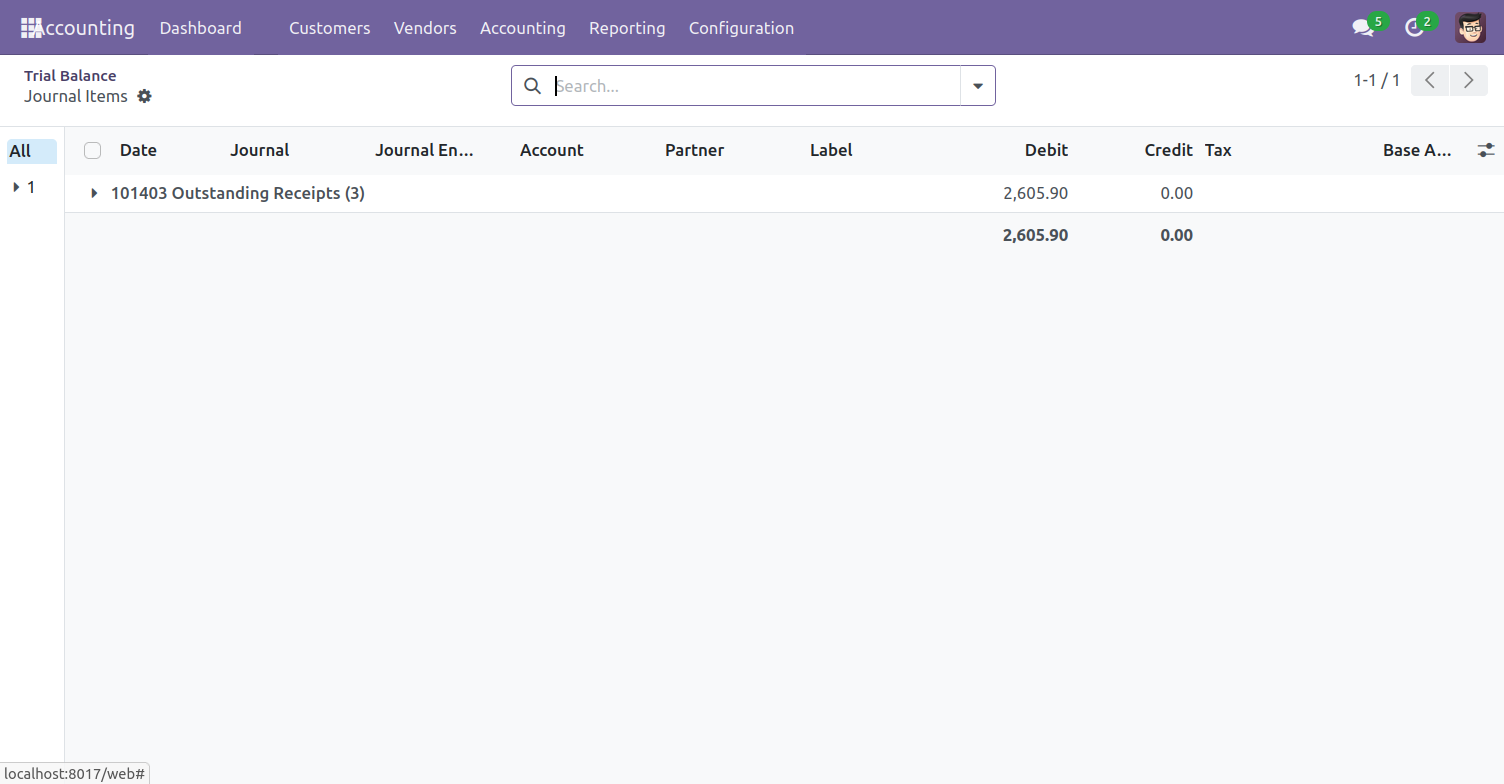 Accounting Dashboard Customers Vendors Accounting Reporting Configuration 5 2
Trial Balance
Journal Items
Search...
1-1 / 1
All
1
Date Journal Journal En... Account Partner Label Debit Credit Tax Base A...
101403 Outstanding Receipts (3) 2,605.90 0.00
2,605.90 0.00
localhost:8017/web#